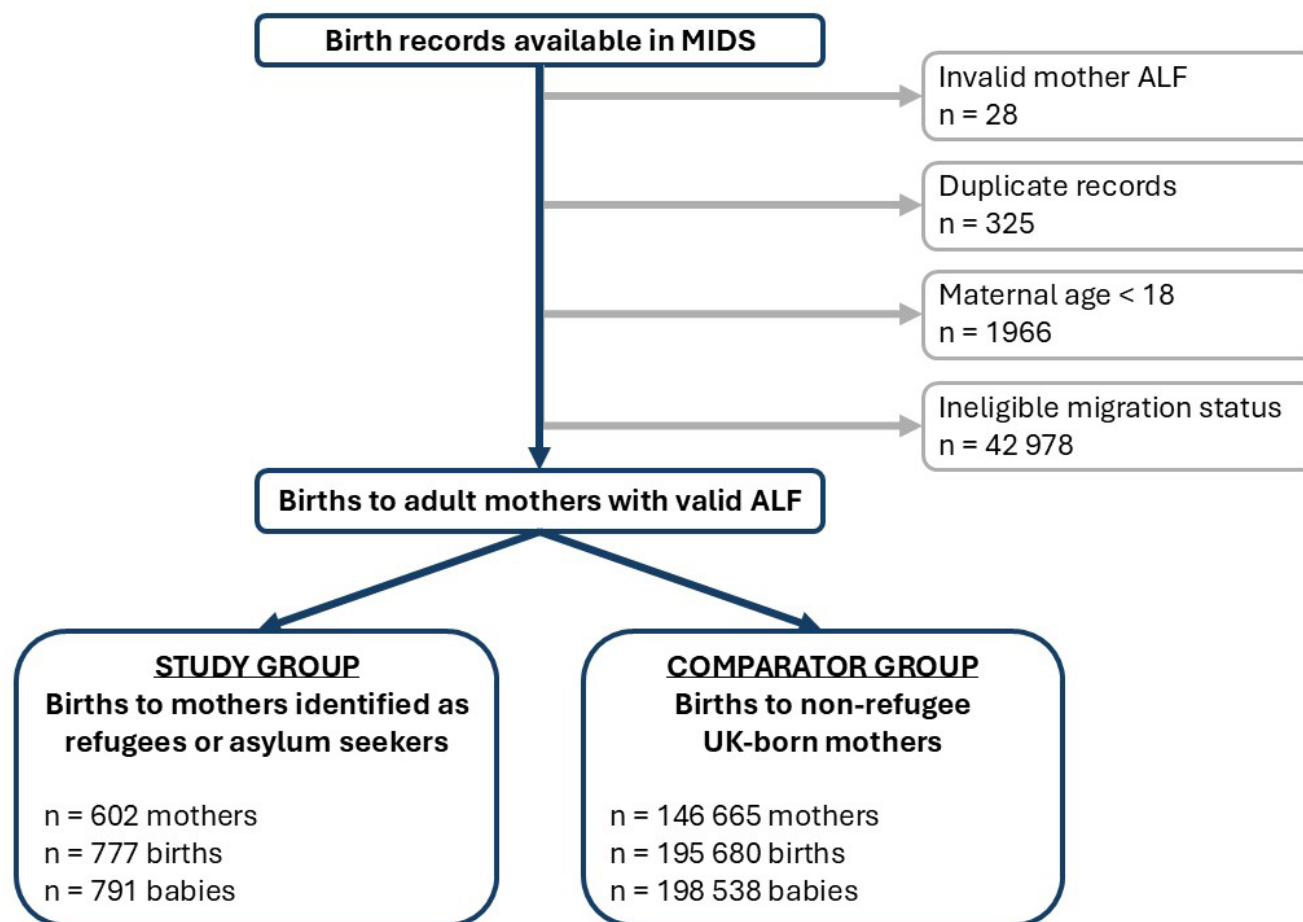 Birth records available in MIDS
Invalid mother ALF
n = 28
Duplicate records
n = 325
Maternal age < 18
n = 1966
Ineligible migration status
n = 42 978
Births to adult mothers with valid ALF
STUDY GROUP
Births to mothers identified as
refugees or asylum seekers
n = 602 mothers
n = 777 births
n = 791 babies
COMPARATOR GROUP
Births to non-refugee
UK-born mothers
n = 146 665 mothers
n = 195 680 births
n = 198 538 babies